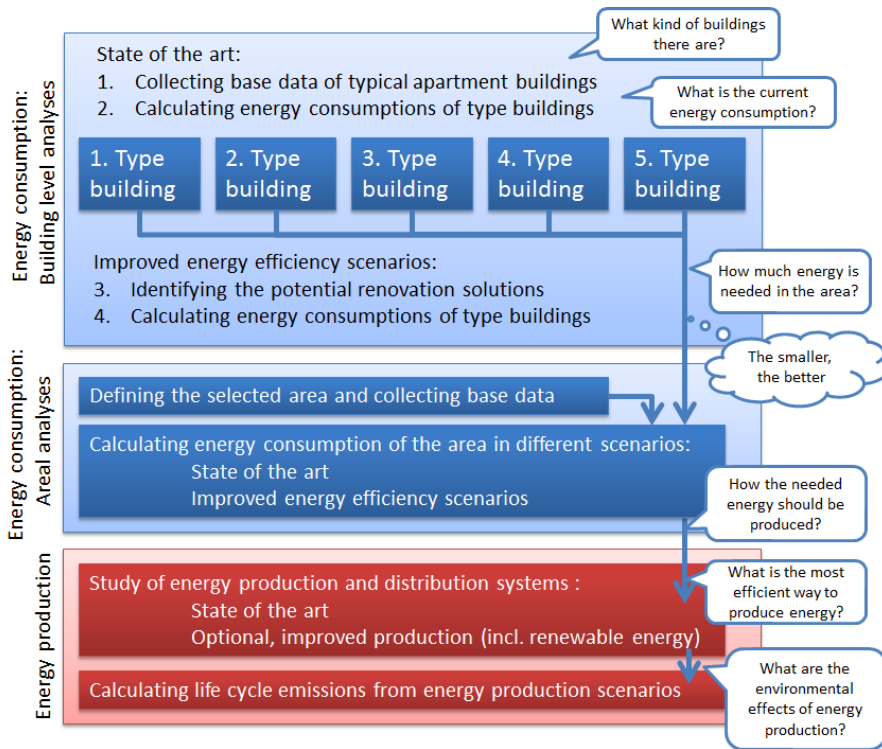 What kind of buildings
there are?
State of the art:
1. Collecting base data of typical apartment buildings
2. Calculating energy consumptions of type buildings
What is the current
energy consumption?
Energy consumption:
Building level analyses
1. Type
building
2. Type
building
3. Type
building
4. Type
building
5. Type
building
Improved energy efficiency scenarios:
3. Identifying the potential renovation solutions
4. Calculating energy consumptions of type buildings
How much energy is
needed in the area?
The smaller,
the better
Energy consumption:
Areal analyses
Defining the selected area and collecting base data
Calculating energy consumption of the area in different scenarios:
State of the art
Improved energy efficiency scenarios
How the needed
energy should be
produced?
Energy production
Study of energy production and distribution systems :
State of the art
Optional, improved production (incl. renewable energy)
What is the most
efficient way to
produce energy?
Calculating life cycle emissions from energy production scenarios
What are the
environmental
effects of energy
production?